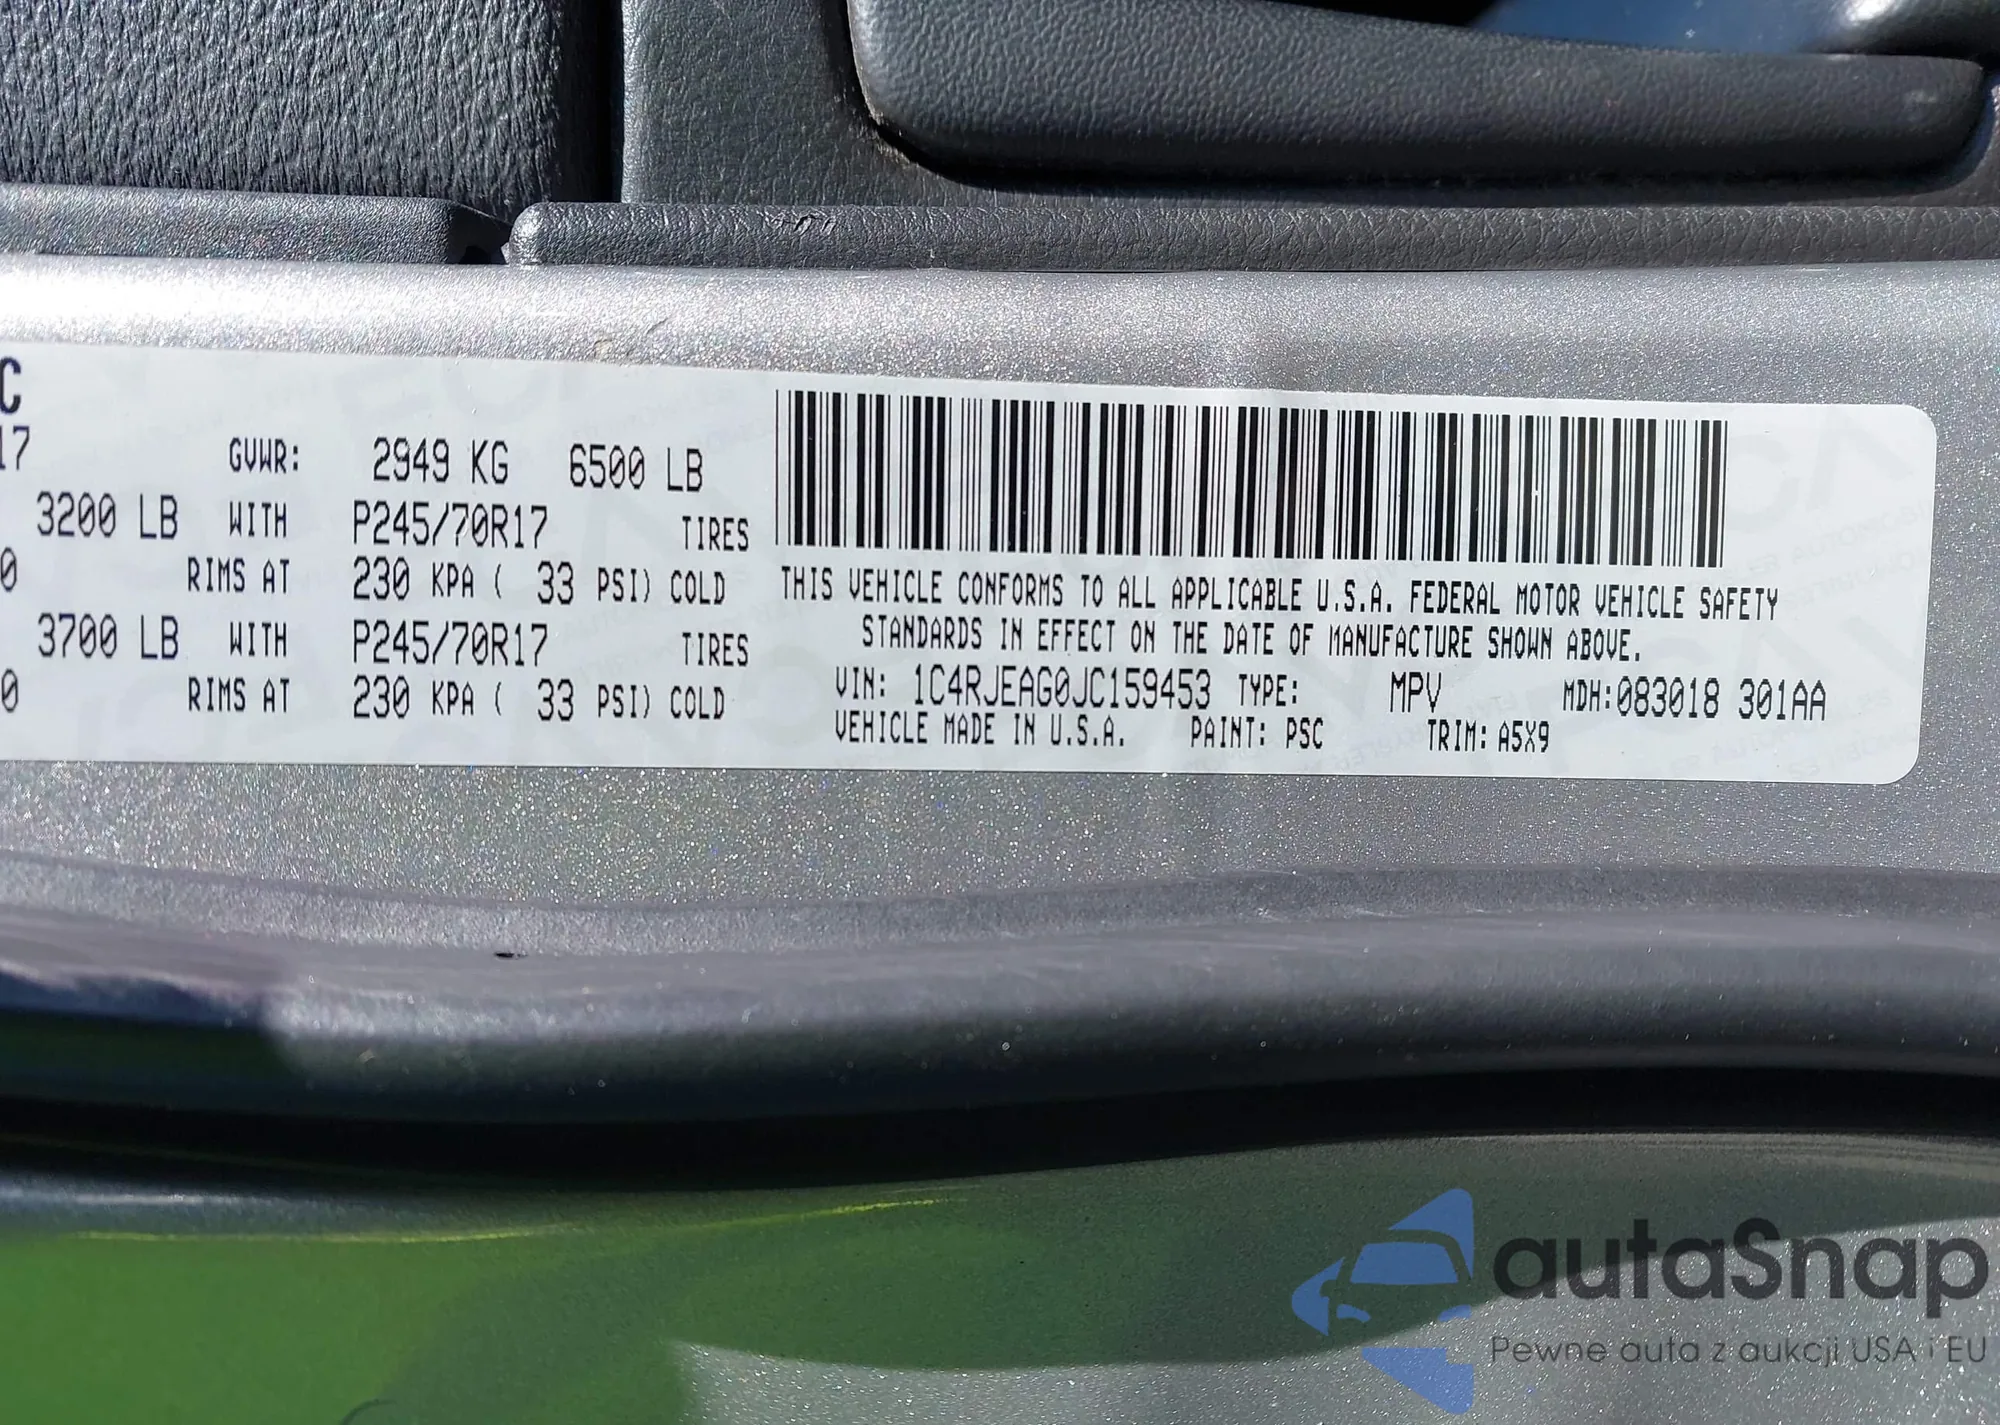 C
17
GVWR: 2949 KG 6500 LB
3200 LB WITH P245/70R17 TIRES
0 RIMS AT 230 KPA ( 33 PSI) COLD
3700 LB WITH P245/70R17 TIRES
0 RIMS AT 230 KPA ( 33 PSI) COLD
THIS VEHICLE CONFORMS TO ALL APPLICABLE U.S.A. FEDERAL MOTOR VEHICLE SAFETY
STANDARDS IN EFFECT ON THE DATE OF MANUFACTURE SHOWN ABOVE.
VIN: 1C4RJEAG0JC159453 TYPE: MPV MDH:083018 301AA
VEHICLE MADE IN U.S.A. PAINT: PSC TRIM: A5X9
autaSnap
Pewne auta z aukcji USA i EU